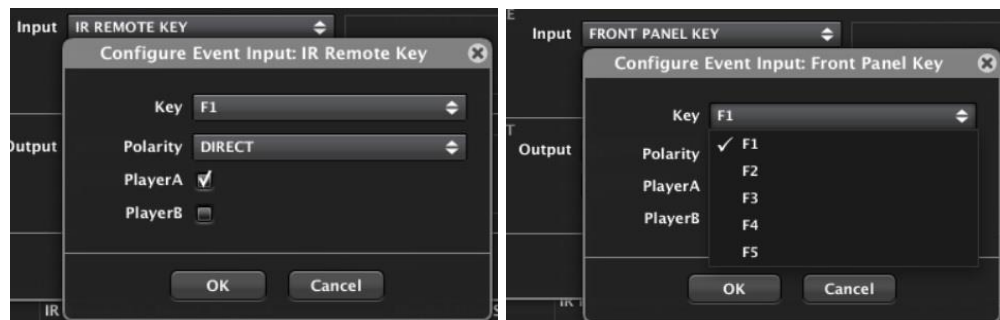 Input IR REMOTE KEY
Configure Event Input: IR Remote Key
Key F1
Output
Polarity DIRECT
PlayerA
PlayerB
OK Cancel
IR
Input FRONT PANEL KEY
Configure Event Input: Front Panel Key
Key F1
Output
Polarity
PlayerA
PlayerB
F1
F2
F3
F4
F5
OK Cancel